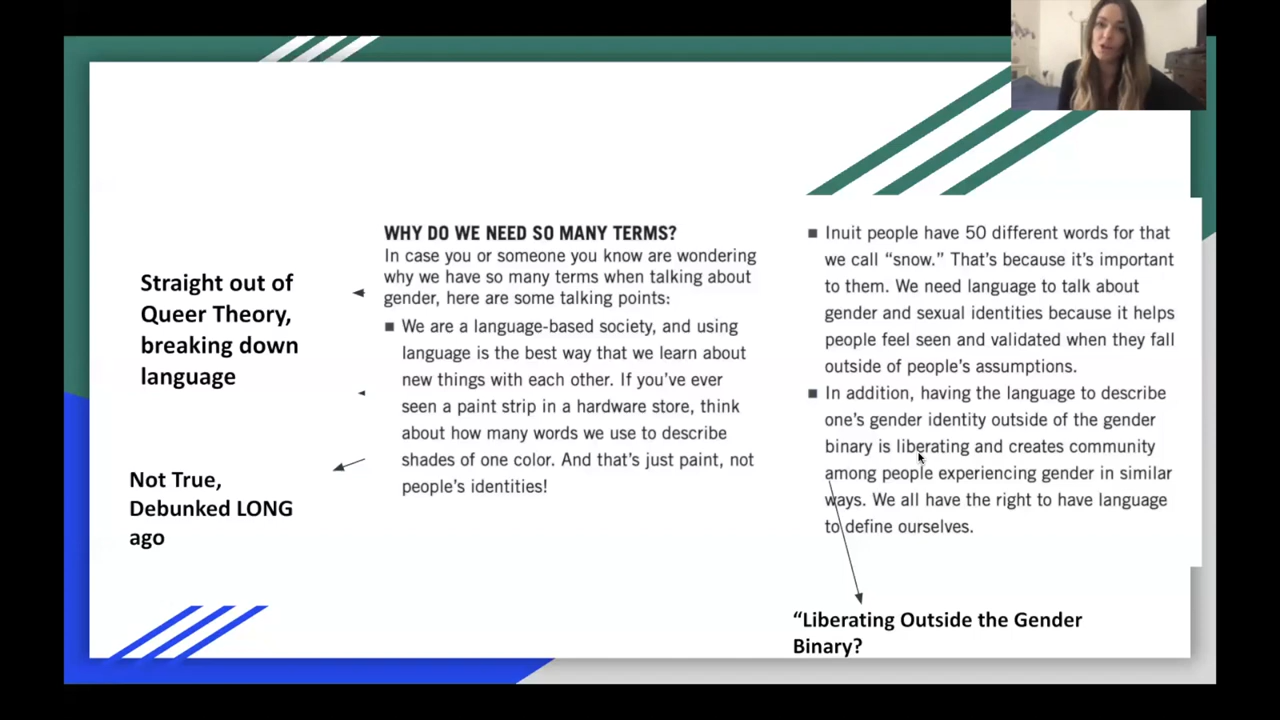 Straight out of
Queer Theory,
breaking down
language
Not True,
Debunked LONG
ago
WHY DO WE NEED SO MANY TERMS?
In case you or someone you know are wondering
why we have so many terms when talking about
gender, here are some talking points:
■ We are a language-based society, and using
language is the best way that we learn about
new things with each other. If you’ve ever
seen a paint strip in a hardware store, think
about how many words we use to describe
shades of one color. And that’s just paint, not
people’s identities!
■ Inuit people have 50 different words for that
we call “snow.” That’s because it’s important
to them. We need language to talk about
gender and sexual identities because it helps
people feel seen and validated when they fall
outside of people’s assumptions.
■ In addition, having the language to describe
one’s gender identity outside of the gender
binary is liberating and creates community
among people experiencing gender in similar
ways. We all have the right to have language
to define ourselves.
“Liberating Outside the Gender
Binary?